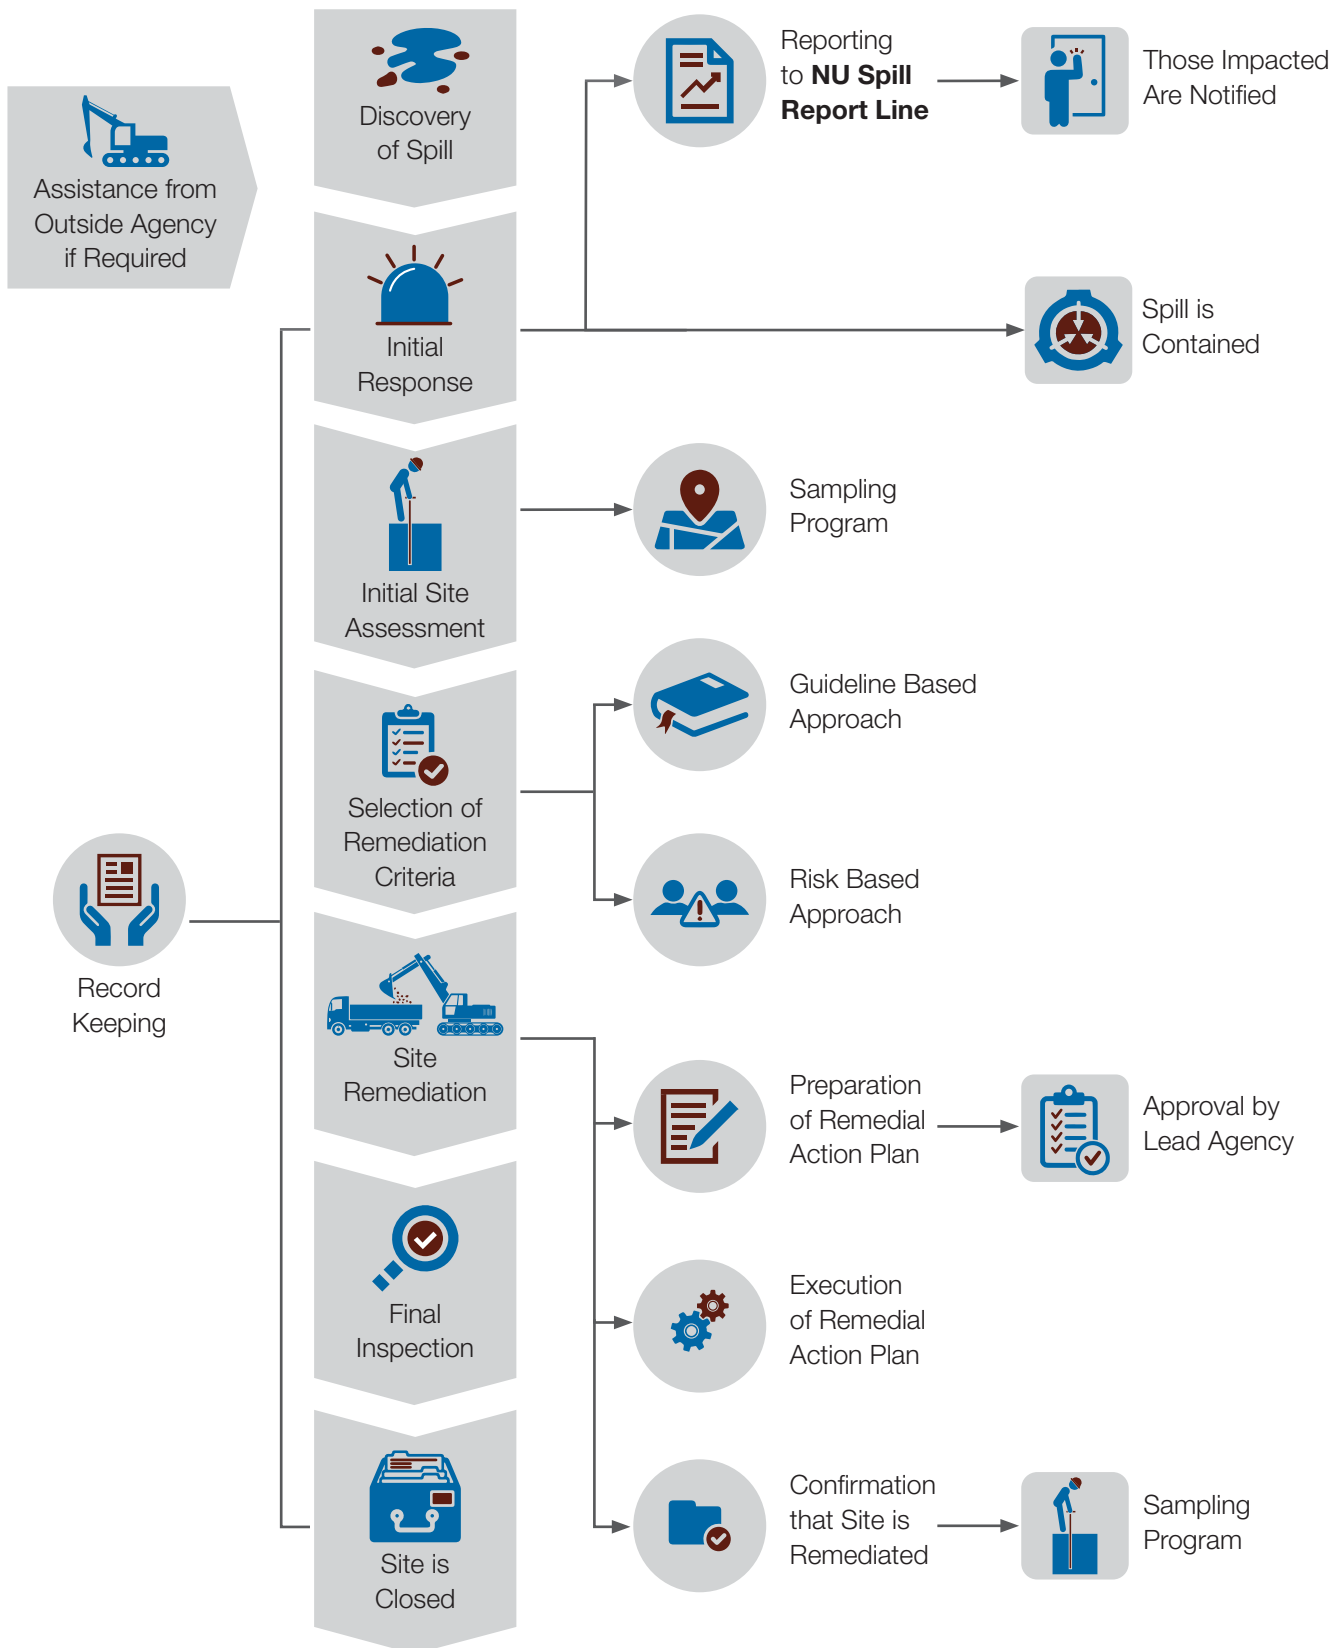 Discovery
of Spill
Reporting
to NU Spill
Report Line
Those Impacted
Are Notified
Assistance from
Outside Agency
if Required
Initial
Response
Spill is
Contained
Initial Site
Assessment
Sampling
Program
Selection of
Remediation
Criteria
Guideline Based
Approach
Risk Based
Approach
Record
Keeping
Site
Remediation
Preparation
of Remedial
Action Plan
Approval by
Lead Agency
Execution
of Remedial
Action Plan
Final
Inspection
Confirmation
that Site is
Remediated
Sampling
Program
Site is
Closed